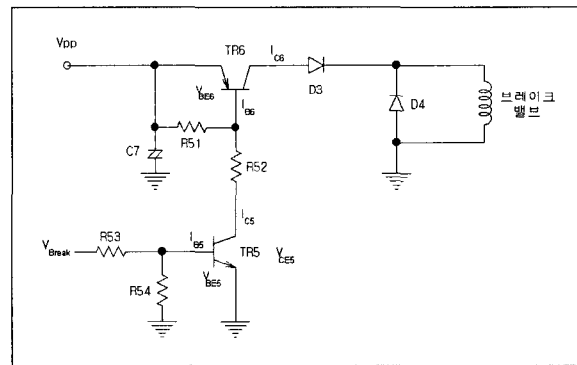 Vpp
TR6
IC6
D3
VBE6
IB6
R51
C7
R52
D4
브레이크
밸브
IC5
VBreak
R53
IB5
TR5
VCE5
VBE5
R54